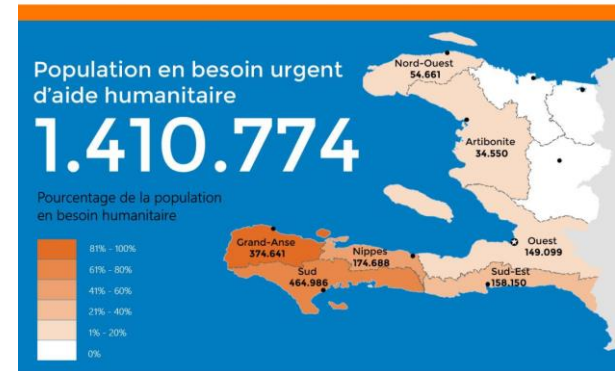 Population en besoin urgent
d'aide humanitaire
1.410.774
Pourcentage de la population
en besoin humanitaire
81% - 100%
61% - 80%
41% - 60%
21% - 40%
1% - 20%
0%
Nord-Ouest
54.661
Artibonite
34.550
Ouest
149.099
Grand-Anse
374.641
Nippes
174.688
Sud
464.986
Sud-Est
158.150